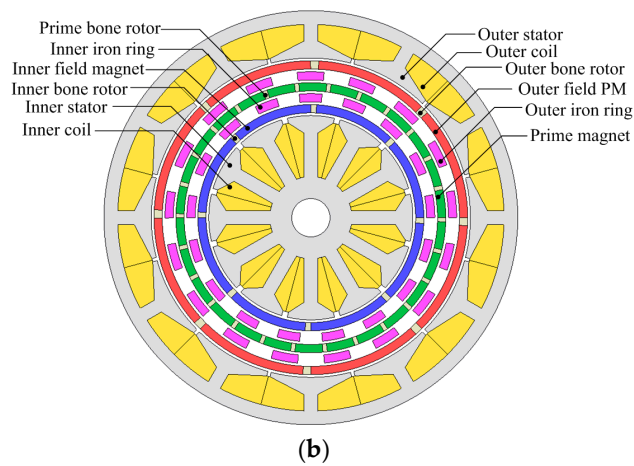 Prime bone rotor
Inner iron ring
Inner field magnet
Inner bone rotor
Inner stator
Inner coil
Outer stator
Outer coil
Outer bone rotor
Outer field PM
Outer iron ring
Prime magnet
(b)